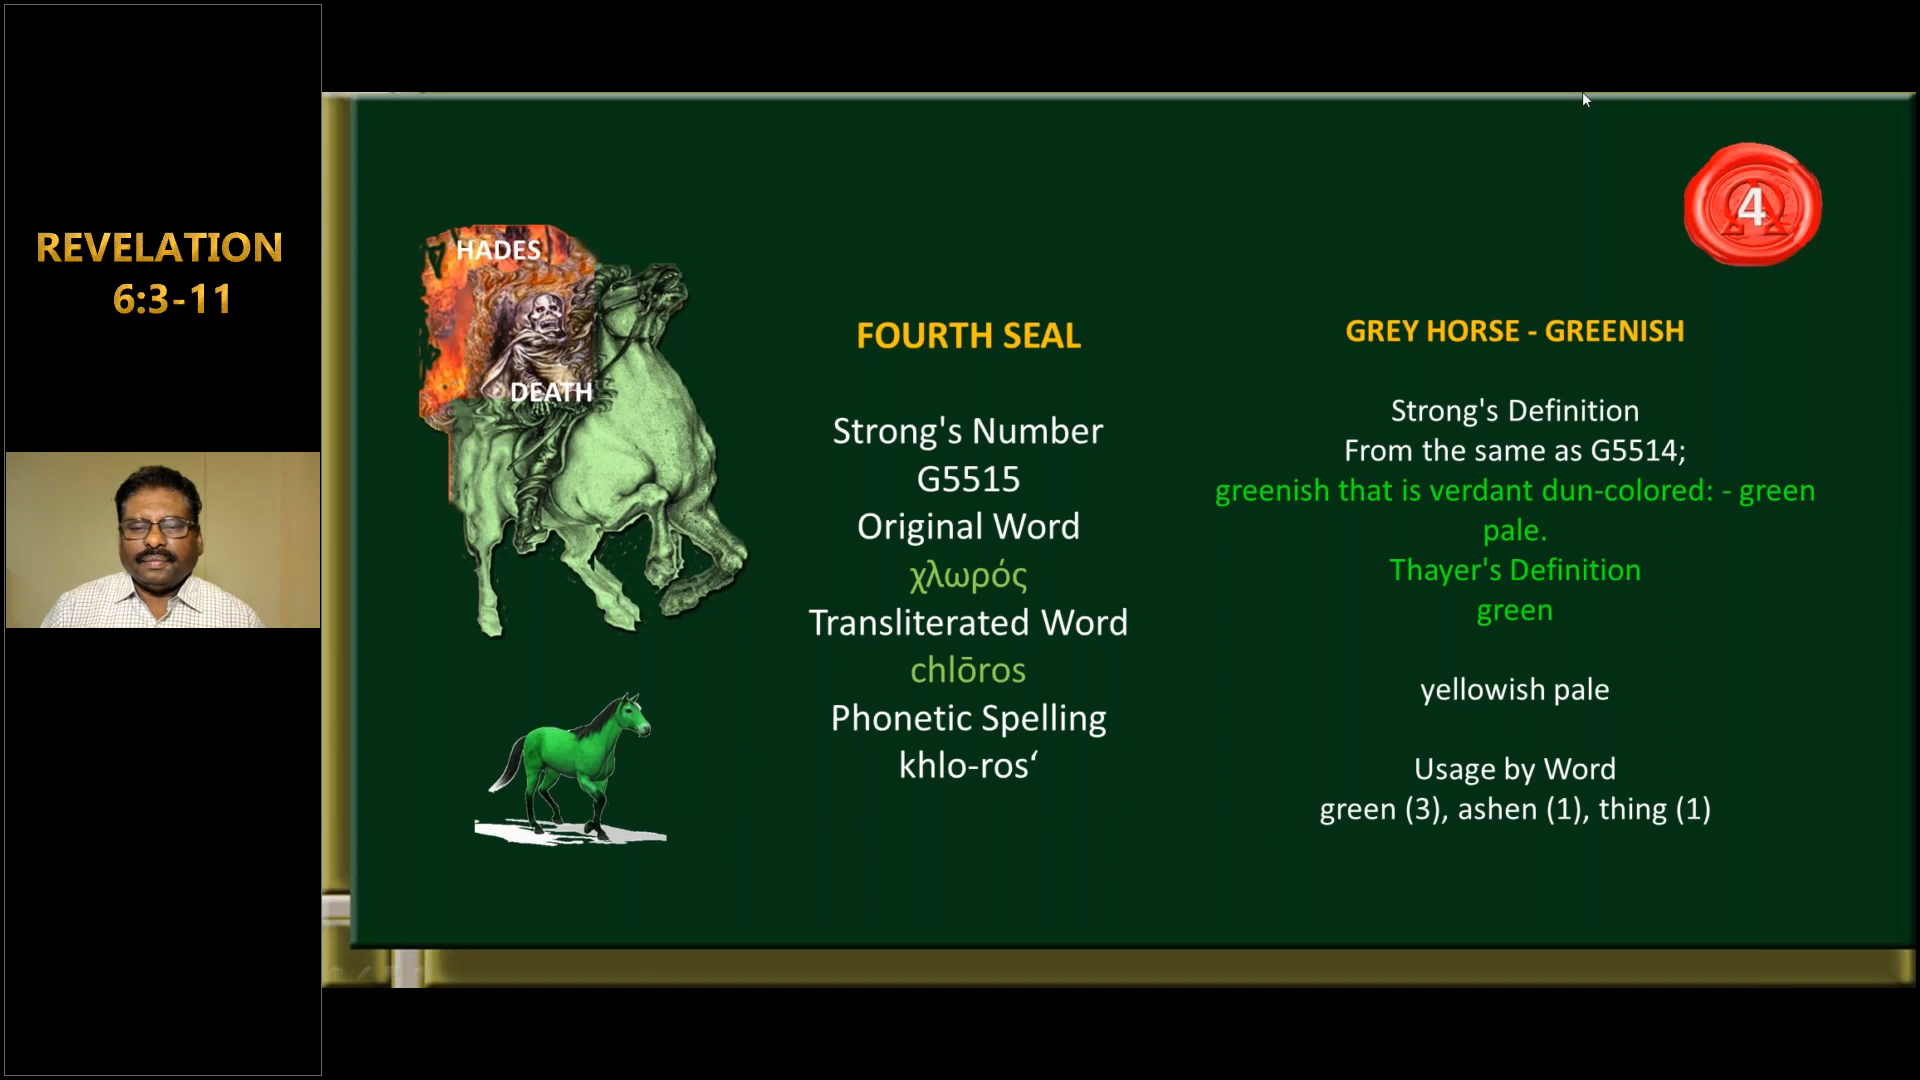 REVELATION
6:3-11
HADES
DEATH
FOURTH SEAL
Strong's Number
G5515
Original Word
χλωρός
Transliterated Word
chlōros
Phonetic Spelling
khlo-ros‘
4
GREY HORSE - GREENISH
Strong's Definition
From the same as G5514;
greenish that is verdant dun-colored: - green
pale.
Thayer's Definition
green
yellowish pale
Usage by Word
green (3), ashen (1), thing (1)